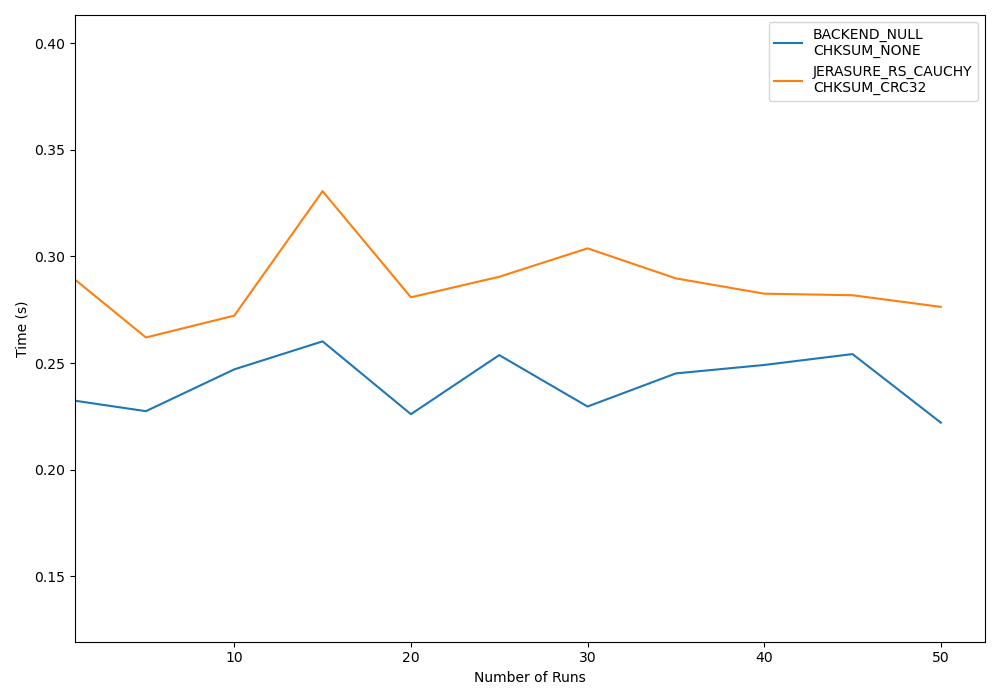 BACKEND_NULL
CHKSUM_NONE
JERASURE_RS_CAUCHY
CHKSUM_CRC32
0.40
0.35
0.30
0.25
0.20
0.15
Time (s)
10 20 30 40 50
Number of Runs